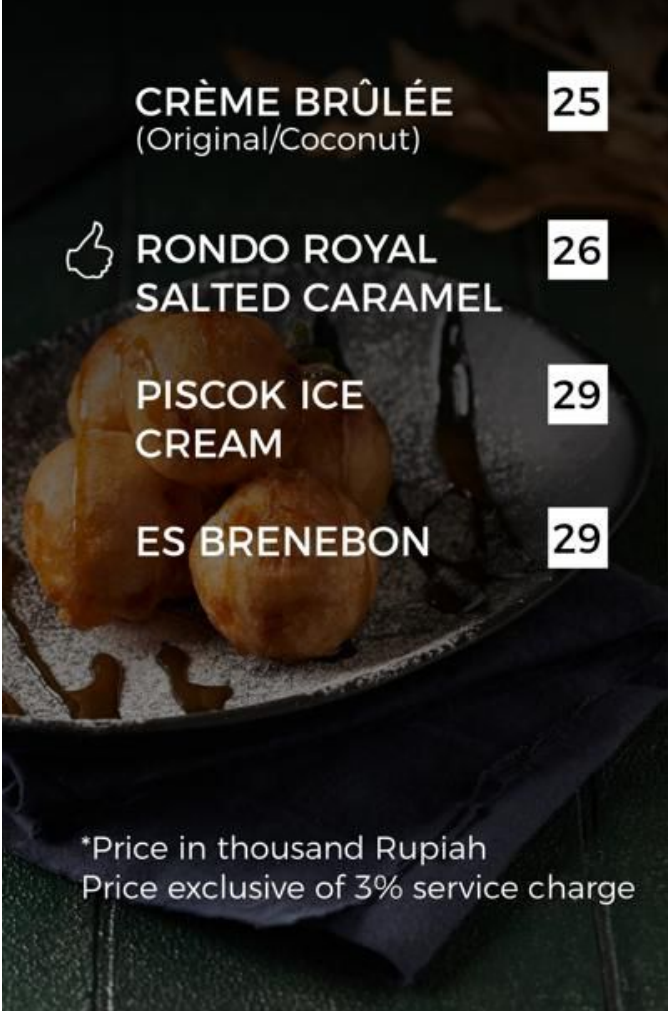 CRÈME BRÛLÉE 25
(Original/Coconut)
RONDO ROYAL 26
SALTED CARAMEL
PISCOK ICE 29
CREAM
ES BRENEBON 29
*Price in thousand Rupiah
Price exclusive of 3% service charge